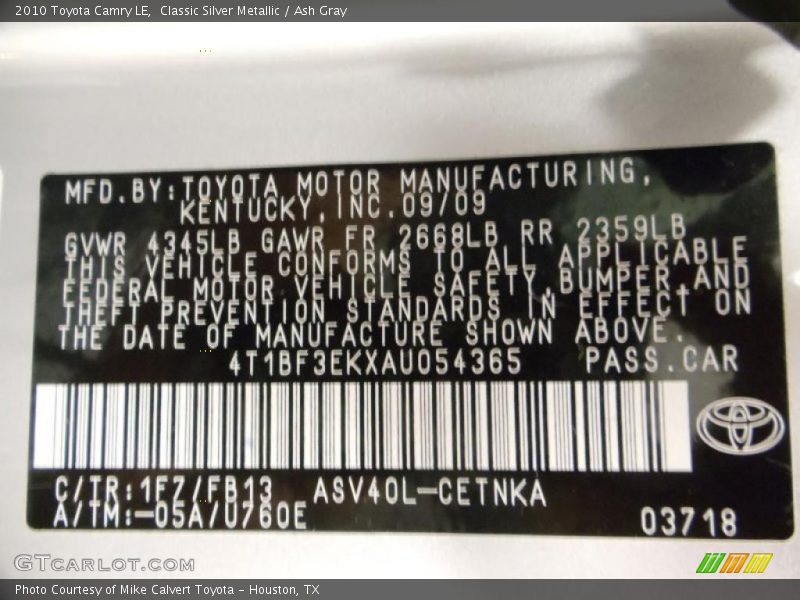 2010 Toyota Camry LE,  Classic Silver Metallic / Ash Gray
MFD.BY:TOYOTA MOTOR MANUFACTURING,
KENTUCKY,INC.09/09
GVWR 4345LB GAWR FR 2668LB RR 2359LB
THIS VEHICLE CONFORMS TO ALL APPLICABLE
FEDERAL MOTOR VEHICLE SAFETY,BUMPER,AND
THEFT PREVENTION STANDARDS IN EFFECT ON
THE DATE OF MANUFACTURE SHOWN ABOVE.
4T1BF3EKXAU054365 PASS.CAR
C/TR:1F7/FB13 ASV40L-CETNKA
A/TM:-05A/U760E
03718
GTCARLOT.COM
Photo Courtesy of Mike Calvert Toyota - Houston, TX